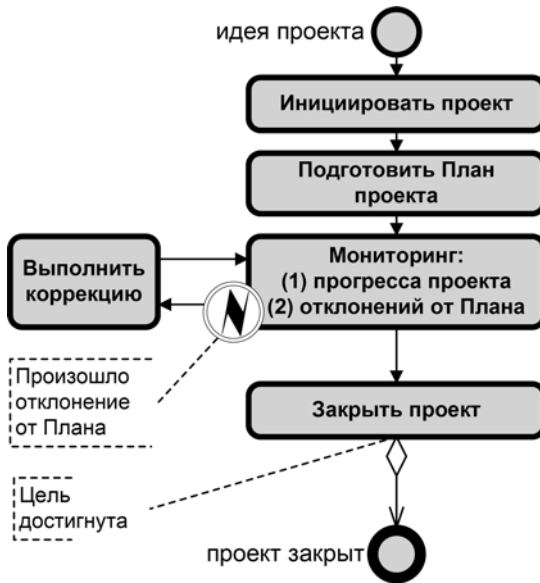 идея проекта
Инициировать проект
Подготовить План
проекта
Мониторинг:
(1) прогресса проекта
(2) отклонений от Плана
Выполнить
коррекцию
Произошло
отклонение
от Плана
Закрыть проект
Цель
достигнута
проект закрыт